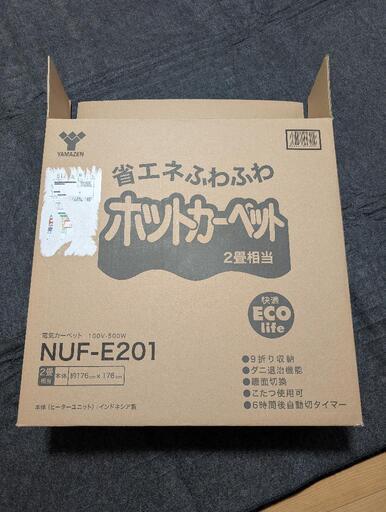 YAMAZEN
省エネふわふわ
ホットカーペット
2畳相当
快適
ECO
life
電気カーペット 100V-500W
NUF-E201
2畳相当 本体 約176cm×176cm
本体(ヒーターユニット):インドネシア製
●9折り収納
●ダニ退治機能
●暖面切換
●こたつ使用可
●6時間後自動切タイマー